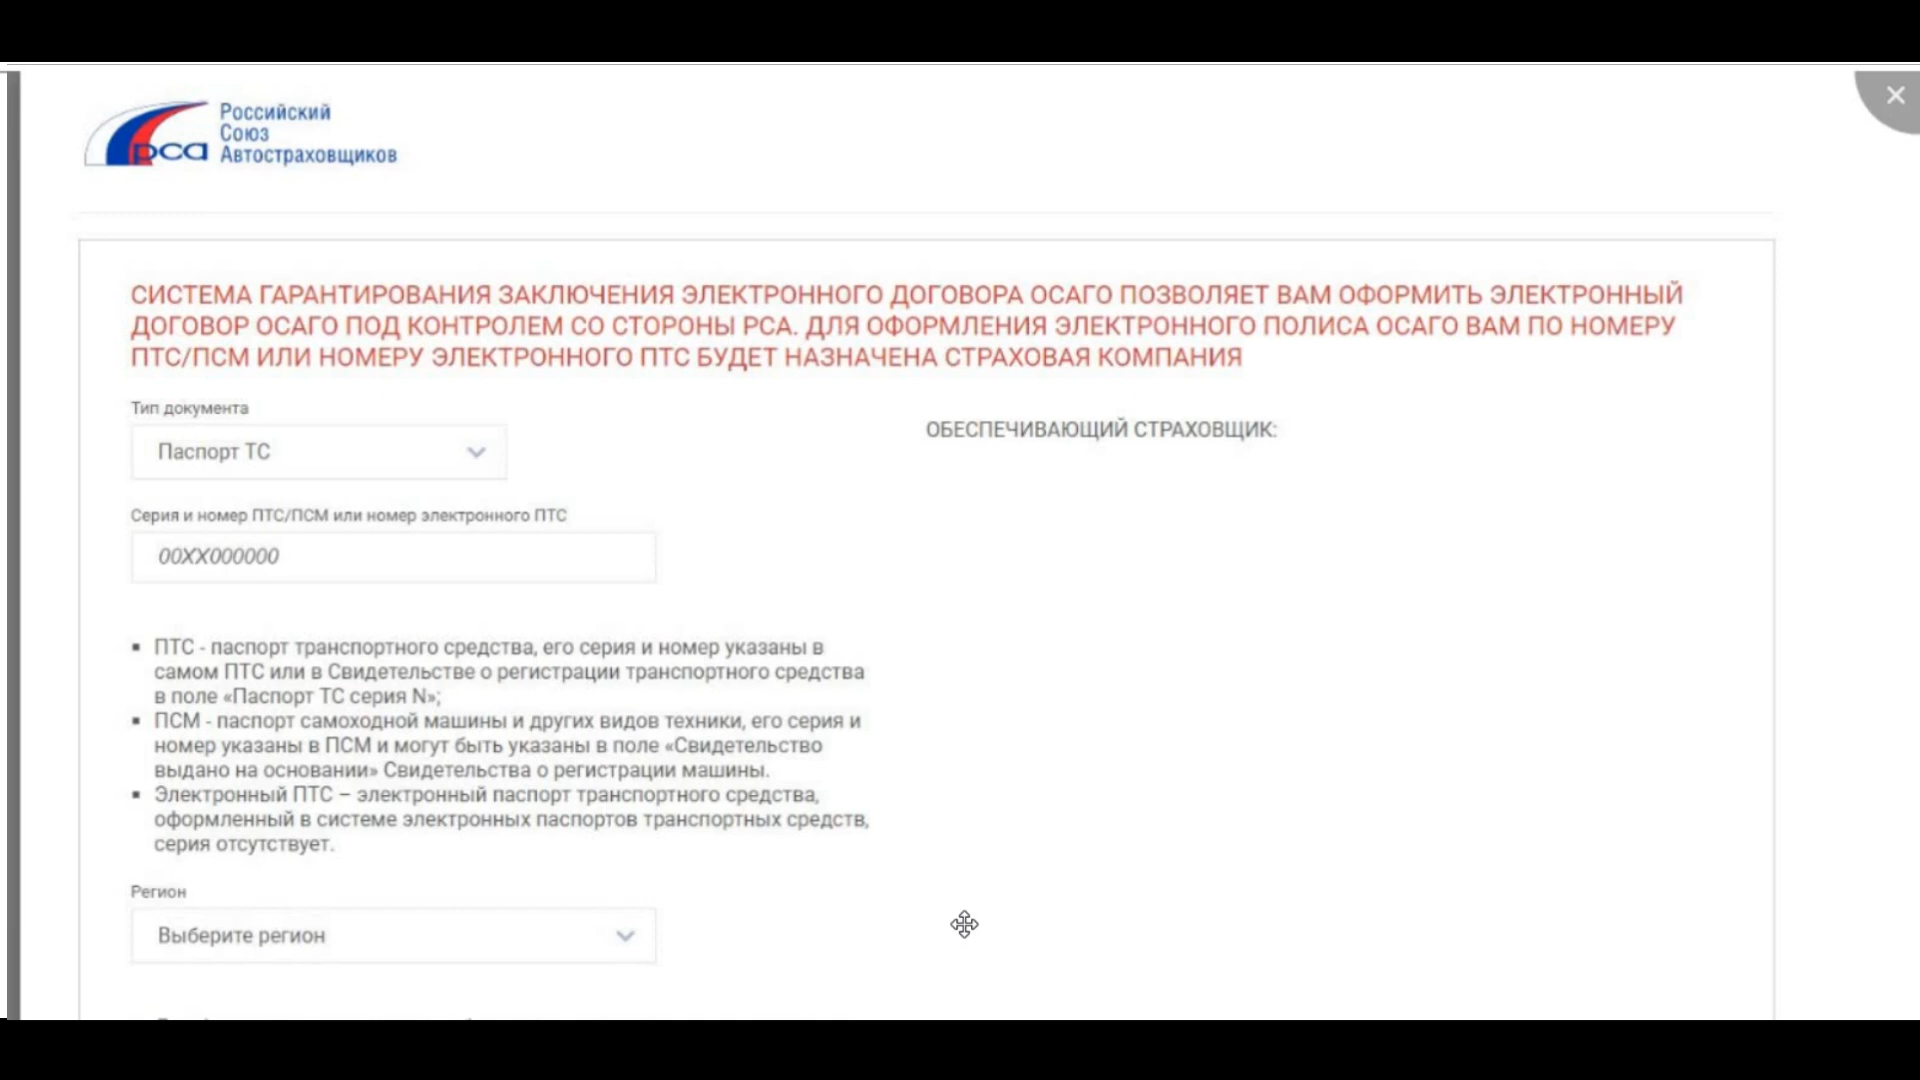 Российский
Союз
Автостраховщиков
рса
СИСТЕМА ГАРАНТИРОВАНИЯ ЗАКЛЮЧЕНИЯ ЭЛЕКТРОННОГО ДОГОВОРА ОСАГО ПОЗВОЛЯЕТ ВАМ ОФОРМИТЬ ЭЛЕКТРОННЫЙ
ДОГОВОР ОСАГО ПОД КОНТРОЛЕМ СО СТОРОНЫ РСА. ДЛЯ ОФОРМЛЕНИЯ ЭЛЕКТРОННОГО ПОЛИСА ОСАГО ВАМ ПО НОМЕРУ
ПТС/ПСМ ИЛИ НОМЕРУ ЭЛЕКТРОННОГО ПТС БУДЕТ НАЗНАЧЕНА СТРАХОВАЯ КОМПАНИЯ
Тип документа
Паспорт ТС
ОБЕСПЕЧИВАЮЩИЙ СТРАХОВЩИК:
Серия и номер ПТС/ПСМ или номер электронного ПТС
00XX000000
▪ ПТС - паспорт транспортного средства, его серия и номер указаны в
самом ПТС или в Свидетельстве о регистрации транспортного средства
в поле «Паспорт ТС серия N»;
▪ ПСМ - паспорт самоходной машины и других видов техники, его серия и
номер указаны в ПСМ и могут быть указаны в поле «Свидетельство
выдано на основании» Свидетельства о регистрации машины.
▪ Электронный ПТС – электронный паспорт транспортного средства,
оформленный в системе электронных паспортов транспортных средств,
серия отсутствует.
Регион
Выберите регион